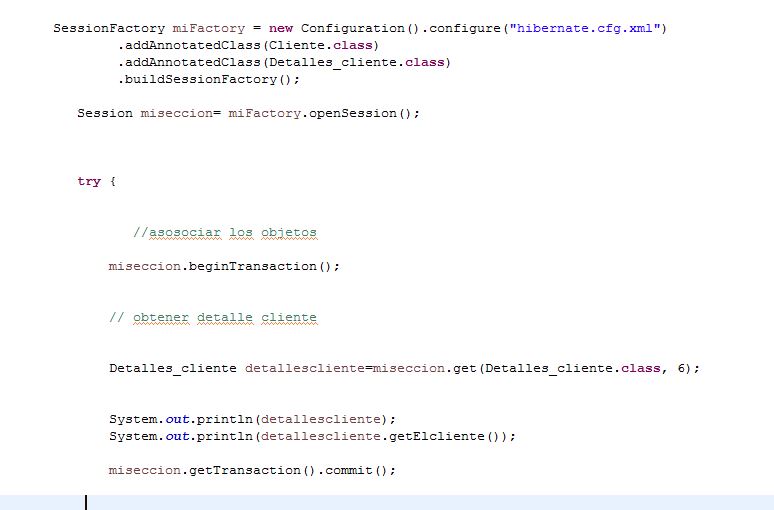 SessionFactory miFactory = new Configuration().configure("hibernate.cfg.xml")
.addAnnotatedClass(Cliente.class)
.addAnnotatedClass(Detalles_cliente.class)
.buildSessionFactory();
Session miseccion= miFactory.openSession();
try {
//asosociar los objetos
miseccion.beginTransaction();
// obtener detalle cliente
Detalles_cliente detallescliente=miseccion.get(Detalles_cliente.class, 6);
System.out.println(detallescliente);
System.out.println(detallescliente.getElcliente());
miseccion.getTransaction().commit();